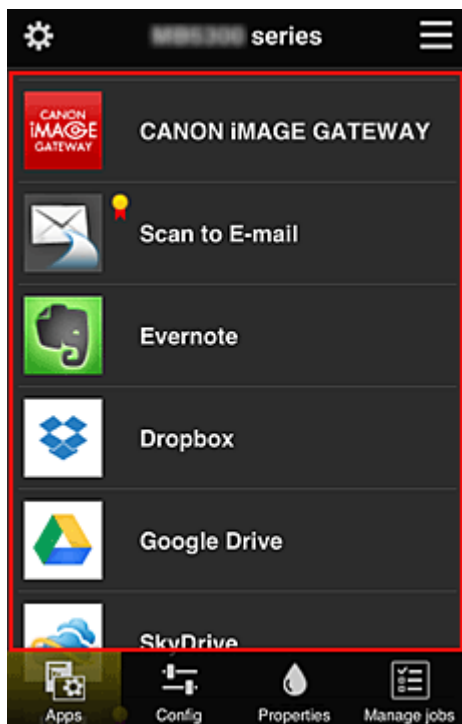 series
CANON
iMAGE
GATEWAY
CANON iMAGE GATEWAY
Scan to E-mail
Evernote
Dropbox
Google Drive
SkyDrive
Apps
Config
Properties
Manage jobs